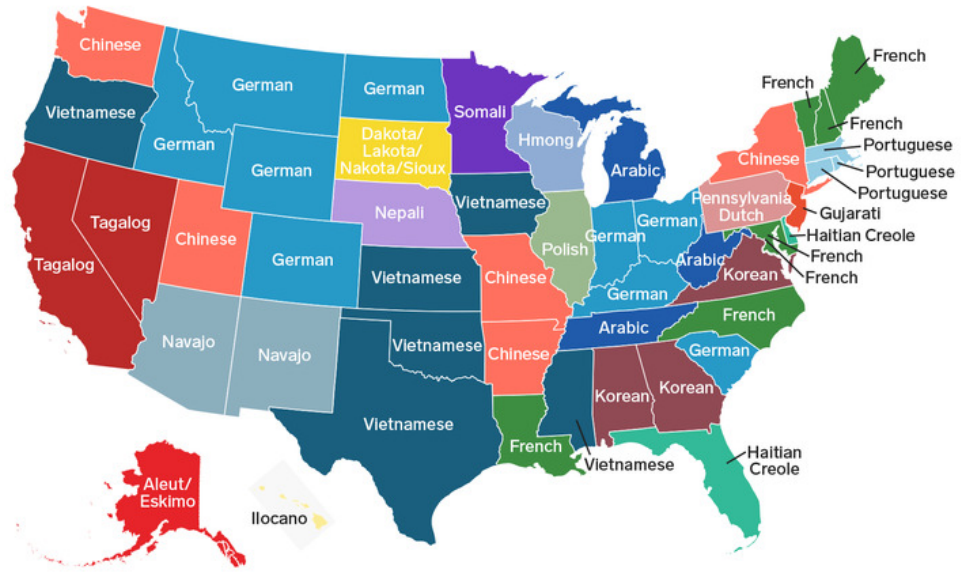 Chinese
Vietnamese
German
German
German
German
German
Dakota/
Lakota/
Nakota/Sioux
Nepali
Somali
Hmong
Arabic
Vietnamese
Tagalog
Tagalog
Chinese
Navajo
Navajo
Vietnamese
Vietnamese
Vietnamese
Chinese
Chinese
Polish
German
German
German
Arabic
Arabic
Korean
French
German
Korean
Korean
French
Vietnamese
Haitian
Creole
French
French
French
Chinese
Portuguese
Portuguese
Portuguese
Pennsylvania
Dutch
Gujarati
Haitian Creole
French
French
Aleut/
Eskimo
Ilocano